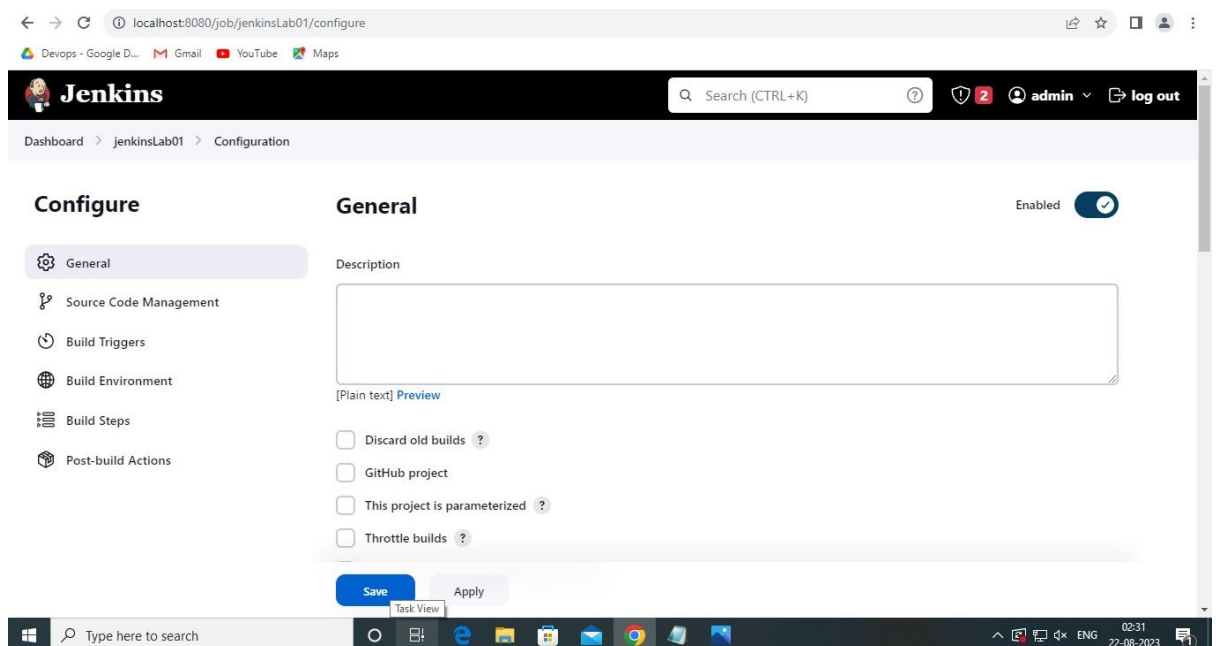 localhost:8080/job/jenkinsLab01/configure
Devops - Google D... Gmail YouTube Maps
Jenkins Search (CTRL+K) ? 2 admin log out
Dashboard > jenkinsLab01 > Configuration
Configure
General
Source Code Management
Build Triggers
Build Environment
Build Steps
Post-build Actions
General Enabled
Description
[Plain text] Preview
Discard old builds ?
GitHub project
This project is parameterized ?
Throttle builds ?
Save Apply
Task View
Type here to search ENG 02:31
22-08-2023